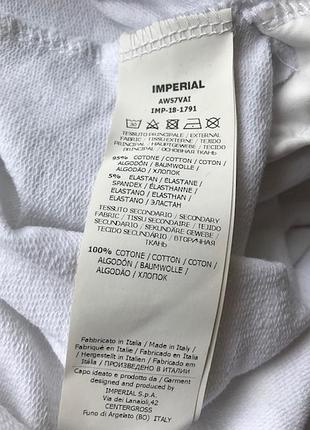 IMPERIAL
AWS7VAI
IMP-18-1791
TESSUTO PRINCIPALE / EXTERNAL
FABRIC / TISSU EXTERNE / TEJIDO
PRINCIPAL / HAUPTGEWEBE / TECIDO
PRINCIPAL / ОСНОВНАЯ ТКАНЬ
95% COTONE / COTTON / COTON /
ALGODÓN / BAUMWOLLE /
ALGODÃO / ХЛОПОК
5% ELASTAN / ELASTANE /
SPANDEX / ÉLASTHANNE /
ELASTANO / ELASTHAN /
ELASTANO / ЭЛАСТАН
TESSUTO SECONDARIO / SECONDARY
FABRIC / TISSU SECONDAIRE / TEJIDO
SECUNDARIO / SEKUNDÄRE GEWEBE /
TECIDO SECUNDÁRIO / ВТОРИЧНАЯ
ТКАНЬ
100% COTONE / COTTON / COTON /
ALGODÓN / BAUMWOLLE /
ALGODÃO / ХЛОПОК
Fabbricato in Italia / Made in Italy /
Fabriqué en Italie / Fabricado en Italia
/ Hergestellt in Italien / Fabricado em
Itália / ПРОИЗВЕДЕНО В ИТАЛИИ
Capo ideato e prodotto da / Garment
designed and produced by
IMPERIAL S.p.A.
Via dei Lanaioli,42
CENTERGROSS
Funo di Argelato (BO) ITALY